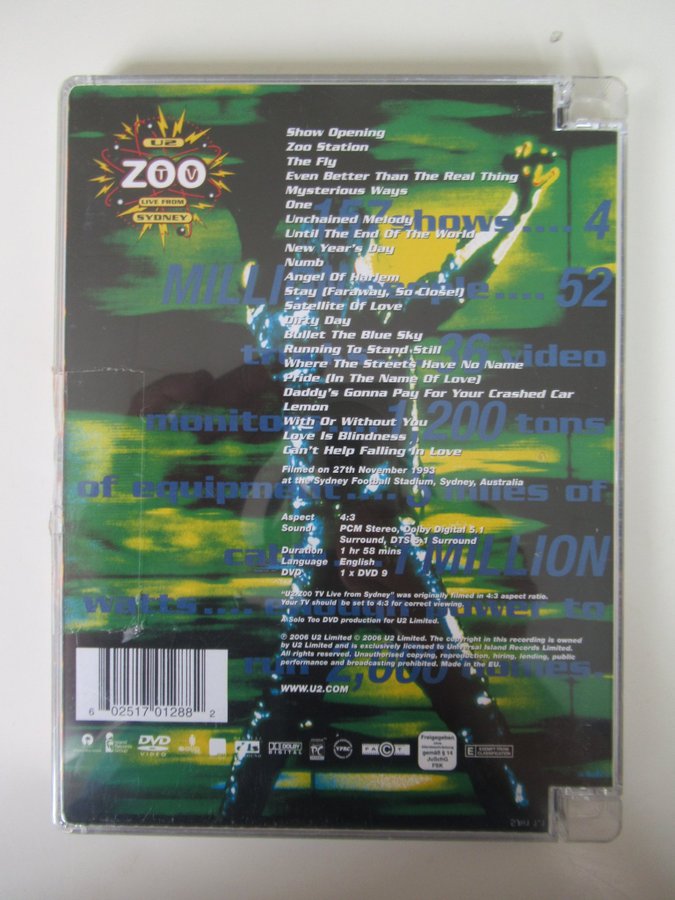 U2
ZOO TV
LIVE FROM
SYDNEY
Show Opening
Zoo Station
The Fly
Even Better Than The Real Thing
Mysterious Ways
One
Unchained Melody
Until The End Of The World
New Year's Day
Numb
Angel Of Harlem
Stay (Faraway, So Close!)
Satellite Of Love
Dirty Day
Bullet The Blue Sky
Running To Stand Still
Where The Streets Have No Name
Pride (In The Name Of Love)
Daddy's Gonna Pay For Your Crashed Car
Lemon
With Or Without You
Love Is Blindness
Can't Help Falling In Love
157 shows.... 4
MILLI .... 52
36 video
monito 1,200 tons
of equipment.... 3 miles of
MILLION
watts.... power to
run 2,000 homes.
Filmed on 27th November 1993
at the Sydney Football Stadium, Sydney, Australia
Aspect 4:3
Sound PCM Stereo, Dolby Digital 5.1
Surround, DTS 5.1 Surround
Duration 1 hr 58 mins
Language English
DVD 1 x DVD 9
"U2:ZOO TV Live from Sydney" was originally filmed in 4:3 aspect ratio.
Your TV should be set to 4:3 for correct viewing.
A Solo Too DVD production for U2 Limited.
℗ 2006 U2 Limited © 2006 U2 Limited. The copyright in this recording is owned
by U2 Limited and is exclusively licensed to Universal Island Records Limited.
All rights reserved. Unauthorised copying, reproduction, hiring, lending, public
performance and broadcasting prohibited. Made in the EU.
WWW.U2.COM
6 02517 01288 2
DVD
VIDEO
DOLBY
DIGITAL
VPRC
FACT
Freigegeben
gemäß § 14
JuSchG
FSK
E EXEMPT FROM
CLASSIFICATION